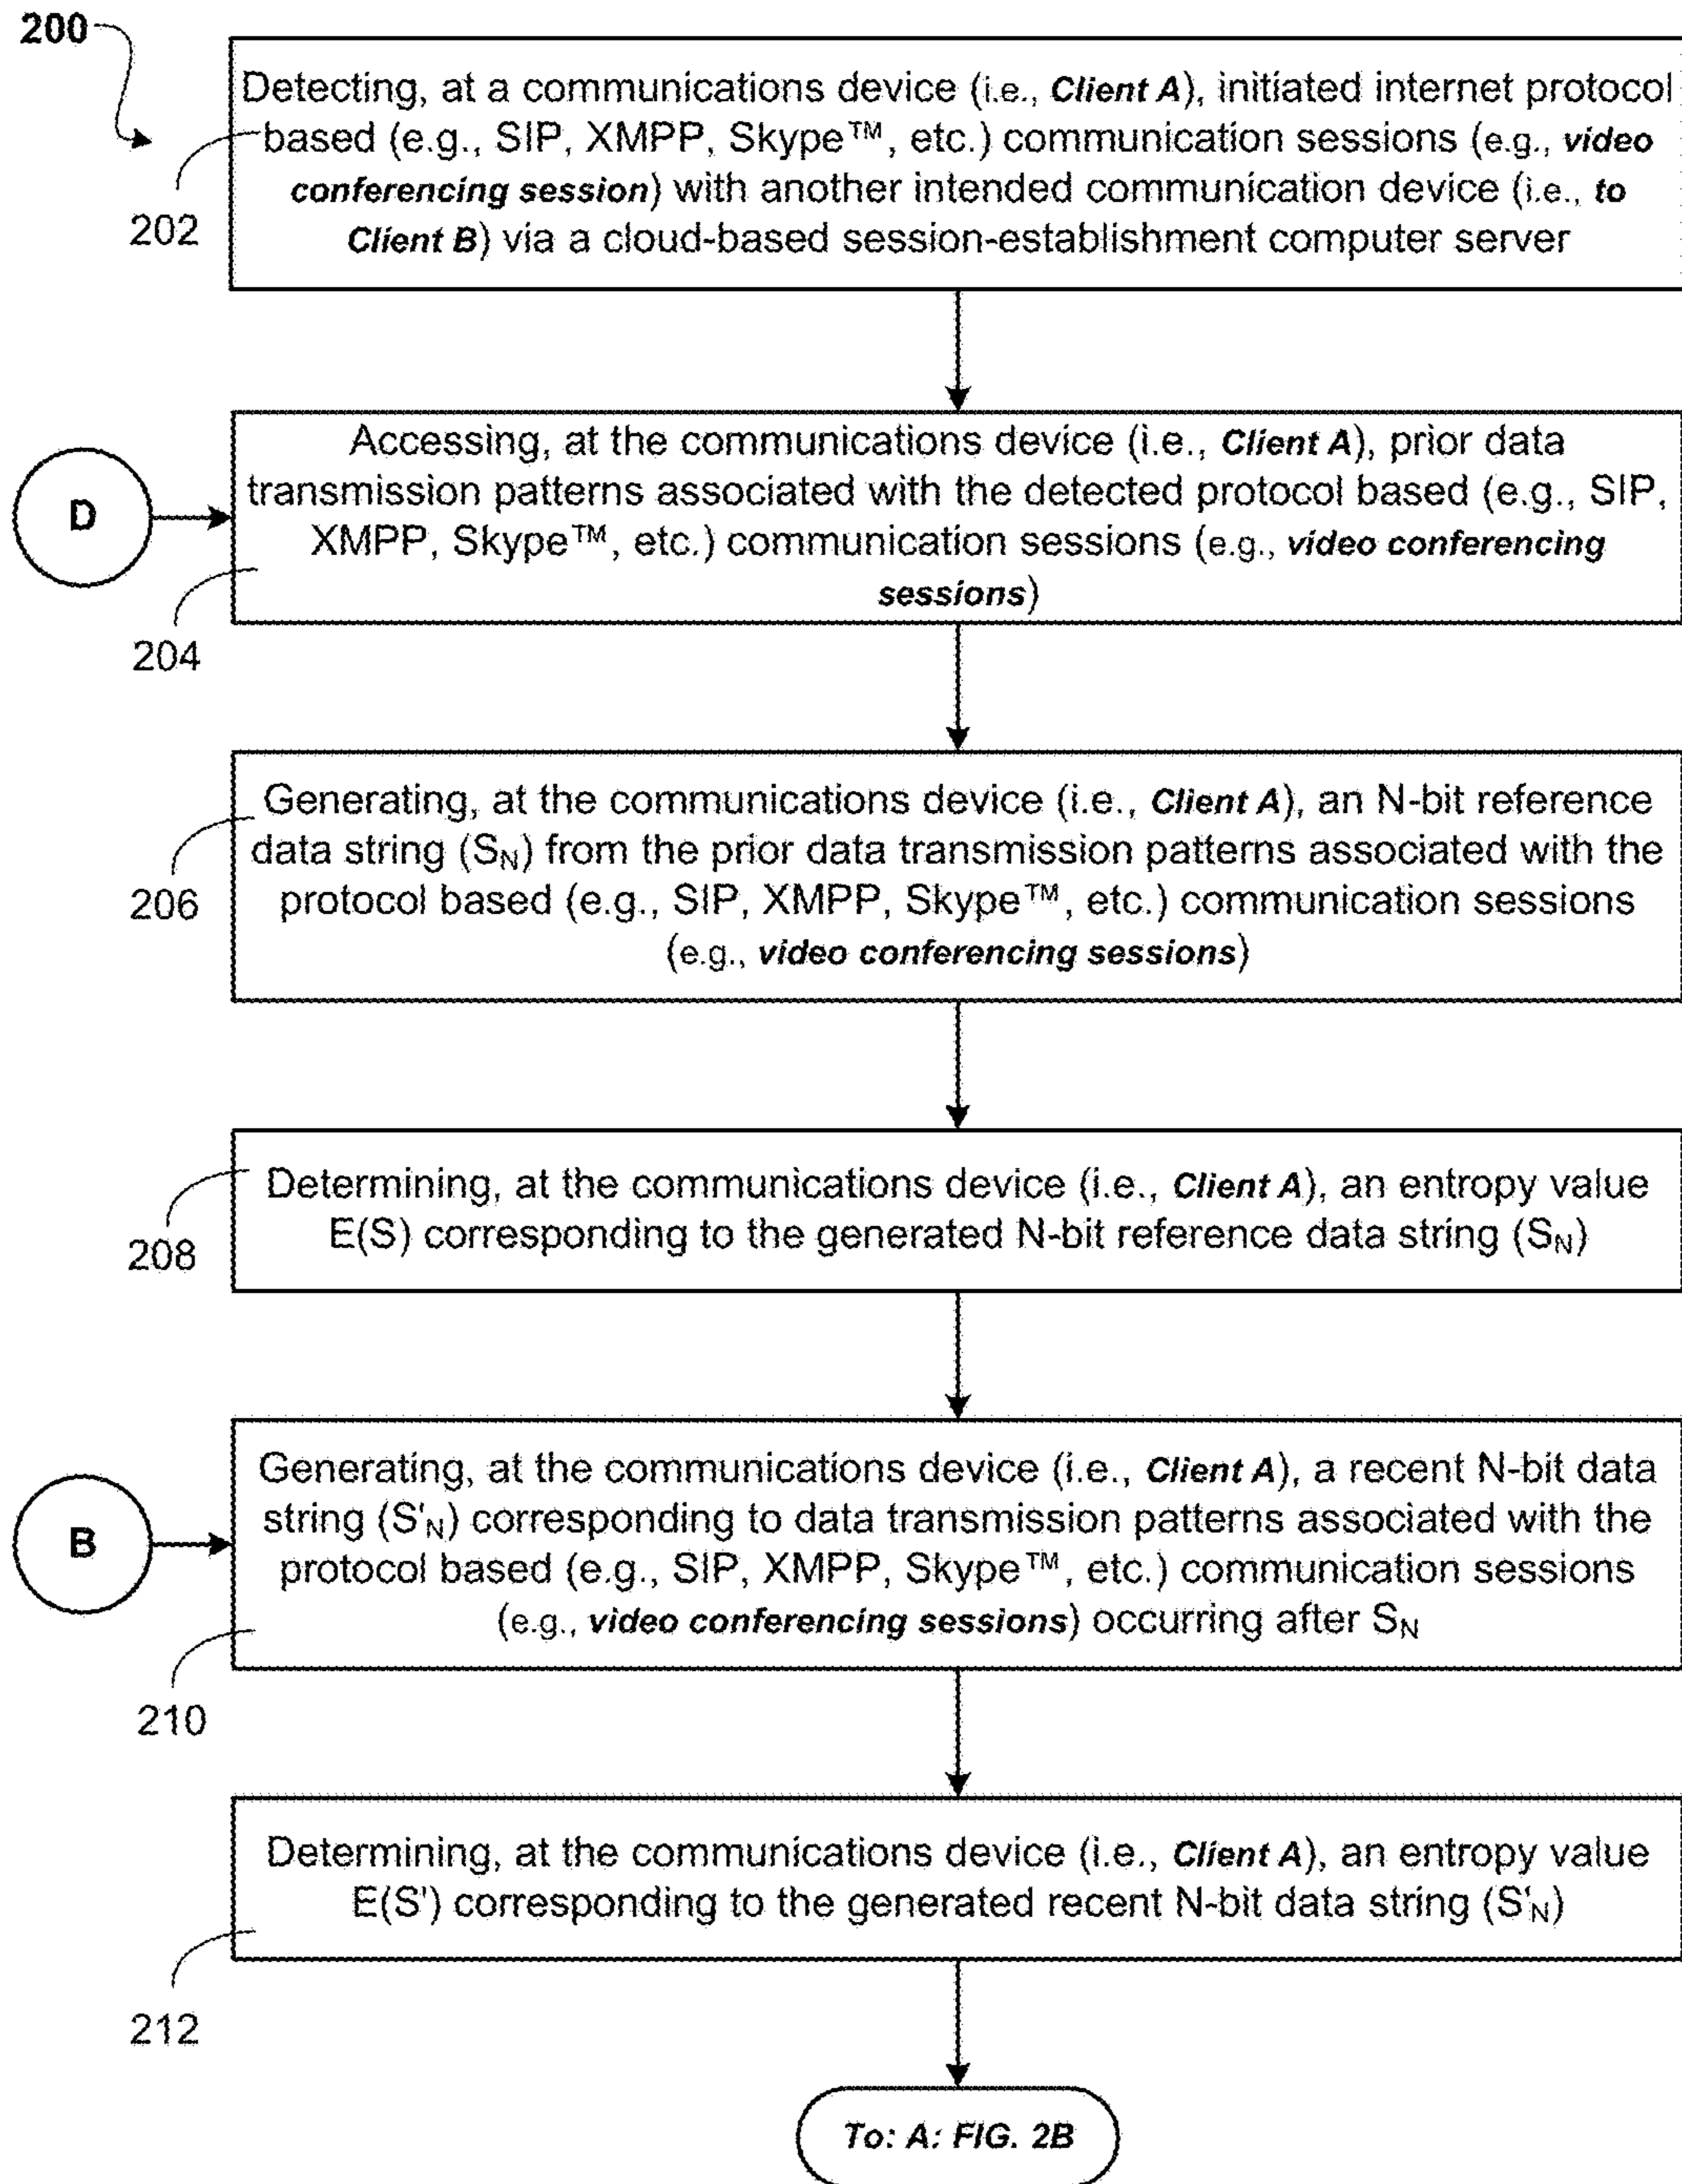 200
Detecting, at a communications device (i.e., Client A), initiated internet protocol
based (e.g., SIP, XMPP, Skype™, etc.) communication sessions (e.g., video
conferencing session) with another intended communication device (i.e., to
Client B) via a cloud-based session-establishment computer server
202
Accessing, at the communications device (i.e., Client A), prior data
transmission patterns associated with the detected protocol based (e.g., SIP,
XMPP, Skype™, etc.) communication sessions (e.g., video conferencing
sessions)
D
204
Generating, at the communications device (i.e., Client A), an N-bit reference
data string (S_N) from the prior data transmission patterns associated with the
protocol based (e.g., SIP, XMPP, Skype™, etc.) communication sessions
(e.g., video conferencing sessions)
206
Determining, at the communications device (i.e., Client A), an entropy value
E(S) corresponding to the generated N-bit reference data string (S_N)
208
Generating, at the communications device (i.e., Client A), a recent N-bit data
string (S'_N) corresponding to data transmission patterns associated with the
protocol based (e.g., SIP, XMPP, Skype™, etc.) communication sessions
(e.g., video conferencing sessions) occurring after S_N
B
210
Determining, at the communications device (i.e., Client A), an entropy value
E(S') corresponding to the generated recent N-bit data string (S'_N)
212
To: A: FIG. 2B